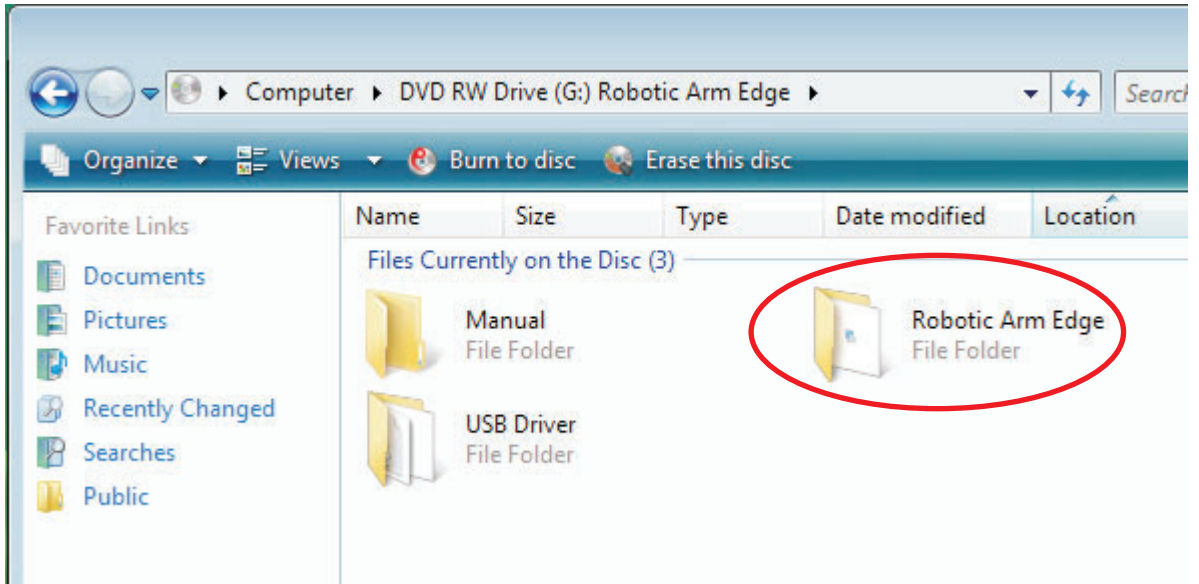 Computer DVD RW Drive (G:) Robotic Arm Edge Search
Organize Views Burn to disc Erase this disc
Favorite Links
Documents
Pictures
Music
Recently Changed
Searches
Public
Name Size Type Date modified Location
Files Currently on the Disc (3)
Manual
File Folder
Robotic Arm Edge
File Folder
USB Driver
File Folder